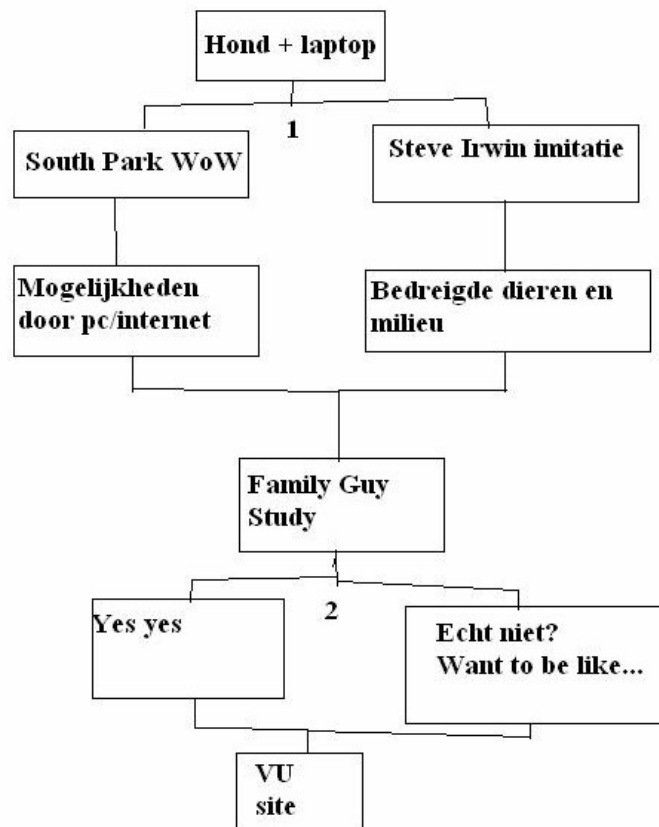 Hond + laptop
1
South Park WoW
Steve Irwin imitatie
Mogelijkheden
door pc/internet
Bedreigde dieren en
milieu
Family Guy
Study
2
Yes yes
Echt niet?
Want to be like...
VU
site